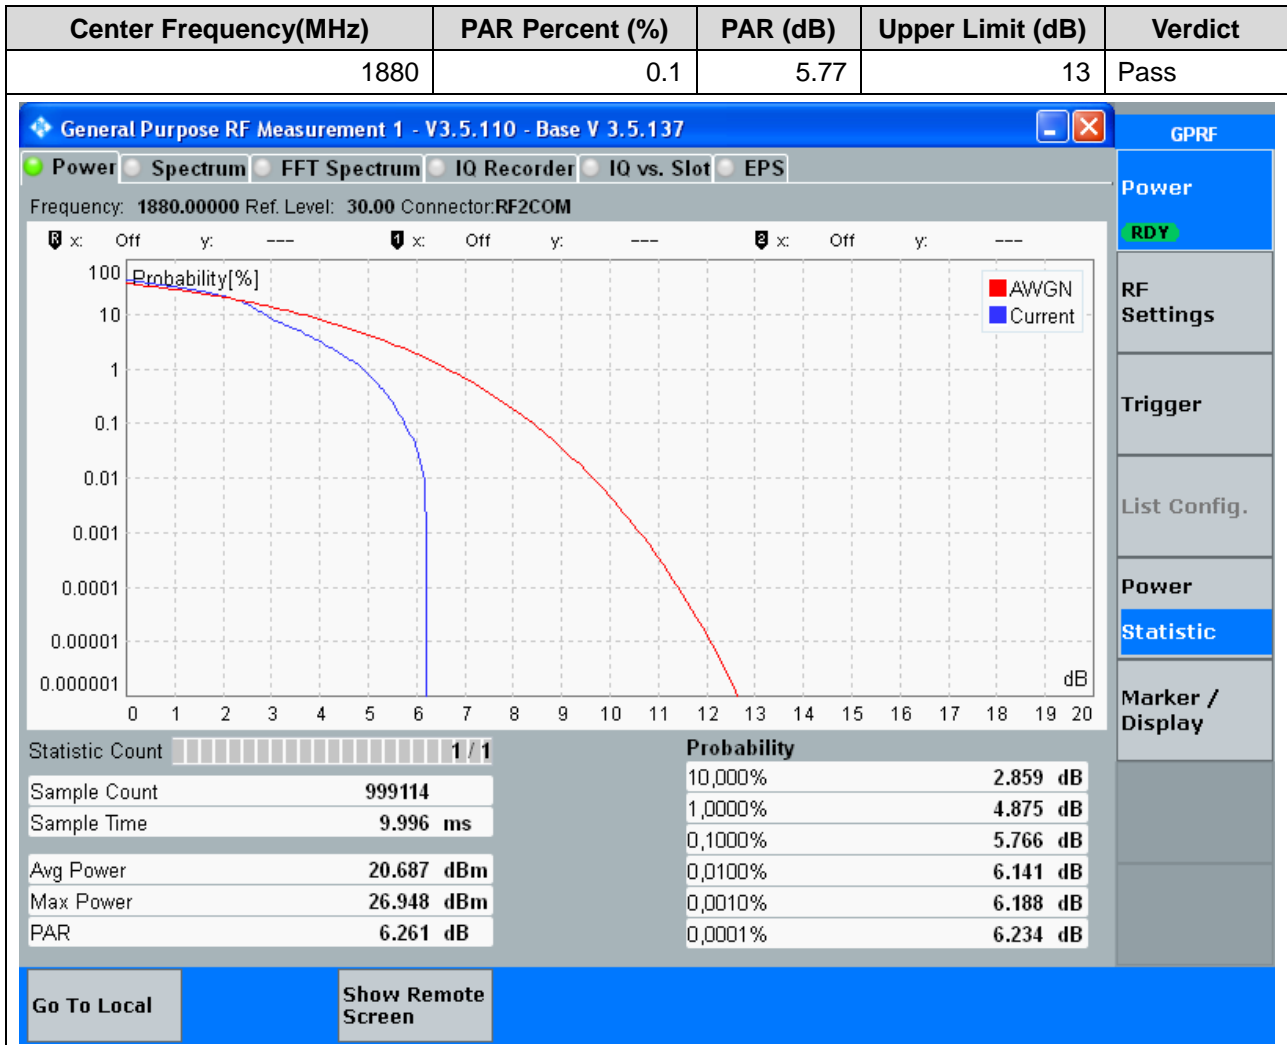 Center Frequency(MHz) PAR Percent (%) PAR (dB) Upper Limit (dB) Verdict
1880 0.1 5.77 13 Pass
General Purpose RF Measurement 1 - V3.5.110 - Base V 3.5.137
GPRF
Power Spectrum FFT Spectrum IQ Recorder IQ vs. Slot EPS
Power
RDY
Frequency: 1880.00000 Ref. Level: 30.00 Connector:RF2COM
R x: Off y: --- 1 x: Off y: --- 2 x: Off y: ---
Probability[%]
AWGN
Current
100
10
1
0.1
0.01
0.001
0.0001
0.00001
0.000001
dB
0 1 2 3 4 5 6 7 8 9 10 11 12 13 14 15 16 17 18 19 20
RF
Settings
Trigger
List Config.
Power
Statistic
Marker /
Display
Statistic Count 1 / 1
Sample Count 999114
Sample Time 9.996 ms
Avg Power 20.687 dBm
Max Power 26.948 dBm
PAR 6.261 dB
Probability
10,000% 2.859 dB
1,0000% 4.875 dB
0,1000% 5.766 dB
0,0100% 6.141 dB
0,0010% 6.188 dB
0,0001% 6.234 dB
Go To Local
Show Remote
Screen